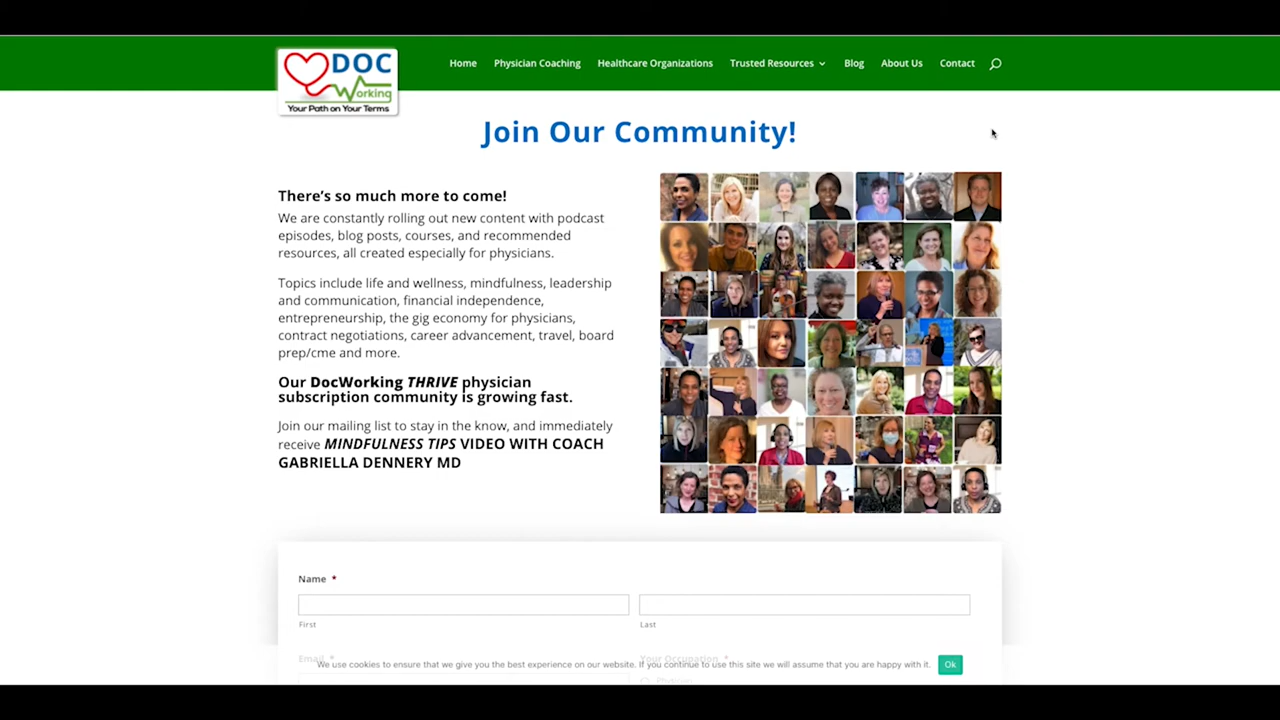 DOC
Working
Your Path on Your Terms
Home
Physician Coaching
Healthcare Organizations
Trusted Resources
Blog
About Us
Contact
Join Our Community!
There's so much more to come!
We are constantly rolling out new content with podcast
episodes, blog posts, courses, and recommended
resources, all created especially for physicians.
Topics include life and wellness, mindfulness, leadership
and communication, financial independence,
entrepreneurship, the gig economy for physicians,
contract negotiations, career advancement, travel, board
prep/cme and more.
Our DocWorking THRIVE physician
subscription community is growing fast.
Join our mailing list to stay in the know, and immediately
receive MINDFULNESS TIPS VIDEO WITH COACH
GABRIELLA DENNERY MD
Name *
First
Last
Email *
Your Occupation *
We use cookies to ensure that we give you the best experience on our website. If you continue to use this site we will assume that you are happy with it.
Ok
Physician